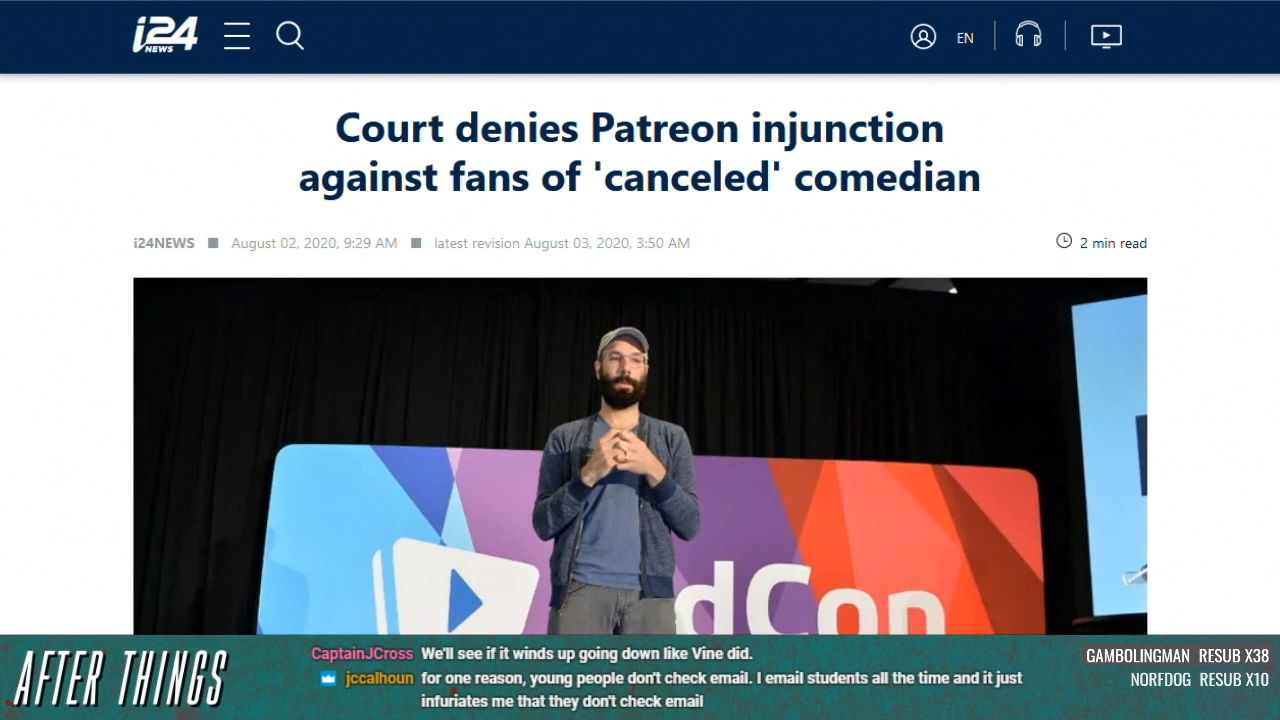 i24
NEWS
EN
Court denies Patreon injunction
against fans of 'canceled' comedian
i24NEWS ■ August 02, 2020, 9:29 AM ■ latest revision August 03, 2020, 3:50 AM
2 min read
dCon
AFTER THINGS
CaptainJCross We'll see if it winds up going down like Vine did.
jccalhoun for one reason, young people don't check email. I email students all the time and it just
infuriates me that they don't check email
GAMBOLINGMAN RESUB X38
NORFDOG RESUB X10